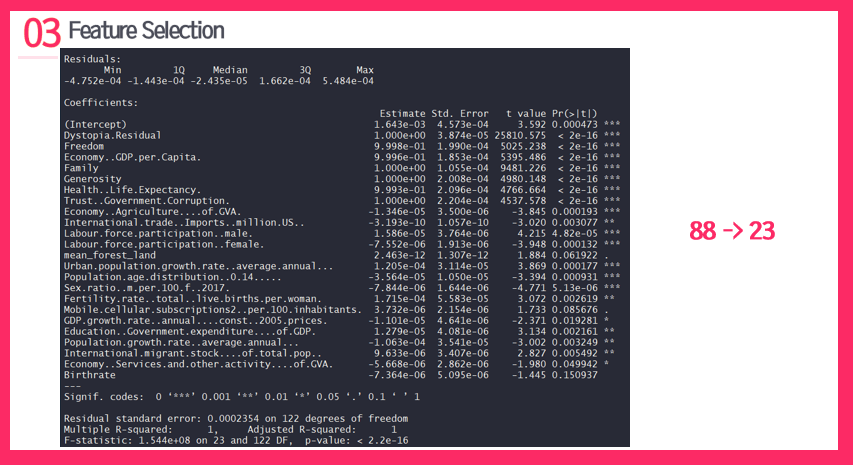 03 Feature Selection
Residuals:
Min 1Q Median 3Q Max
-4.752e-04 -1.443e-04 -2.435e-05 1.662e-04 5.484e-04
Coefficients:
Estimate Std. Error t value Pr(>|t|)
(Intercept) 1.643e-03 4.573e-04 3.592 0.000473 ***
Dystopia.Residual 1.000e+00 3.874e-05 25810.575 < 2e-16 ***
Freedom 9.998e-01 1.990e-04 5025.238 < 2e-16 ***
Economy..GDP.per.Capita. 9.996e-01 1.853e-04 5395.486 < 2e-16 ***
Family 1.000e+00 1.055e-04 9481.226 < 2e-16 ***
Generosity 1.000e+00 2.008e-04 4980.148 < 2e-16 ***
Health..Life.Expectancy. 9.993e-01 2.096e-04 4766.664 < 2e-16 ***
Trust..Government.Corruption. 1.000e+00 2.204e-04 4537.578 < 2e-16 ***
Economy..Agriculture....of.GVA. -1.346e-05 3.500e-06 -3.845 0.000193 ***
International.trade..Imports..million.US.. -3.193e-10 1.057e-10 -3.020 0.003077 **
Labour.force.participation..male. 1.586e-05 3.764e-06 4.215 4.82e-05 ***
Labour.force.participation..female. -7.552e-06 1.913e-06 -3.948 0.000132 ***
mean_forest_land 2.463e-12 1.307e-12 1.884 0.061922 .
Urban.population.growth.rate..average.annual... 1.205e-04 3.114e-05 3.869 0.000177 ***
Population.age.distribution..0.14..... -3.564e-05 1.050e-05 -3.394 0.000931 ***
Sex.ratio..m.per.100.f..2017. -7.844e-06 1.644e-06 -4.771 5.13e-06 ***
Fertility.rate..total..live.births.per.woman. 1.715e-04 5.583e-05 3.072 0.002619 **
Mobile.cellular.subscriptions2..per.100.inhabitants. 3.732e-06 2.154e-06 1.733 0.085676 .
GDP.growth.rate..annual....const..2005.prices. -1.101e-05 4.641e-06 -2.371 0.019281 *
Education..Government.expenditure....of.GDP. 1.279e-05 4.081e-06 3.134 0.002161 **
Population.growth.rate..average.annual... -1.063e-04 3.541e-05 -3.002 0.003249 **
International.migrant.stock....of.total.pop.. 9.633e-06 3.407e-06 2.827 0.005492 **
Economy..Services.and.other.activity....of.GVA. -5.668e-06 2.862e-06 -1.980 0.049942 *
Birthrate -7.364e-06 5.095e-06 -1.445 0.150937
---
Signif. codes: 0 ‘***’ 0.001 ‘**’ 0.01 ‘*’ 0.05 ‘.’ 0.1 ‘ ’ 1
Residual standard error: 0.0002354 on 122 degrees of freedom
Multiple R-squared: 1, Adjusted R-squared: 1
F-statistic: 1.544e+08 on 23 and 122 DF, p-value: < 2.2e-16
88 -> 23